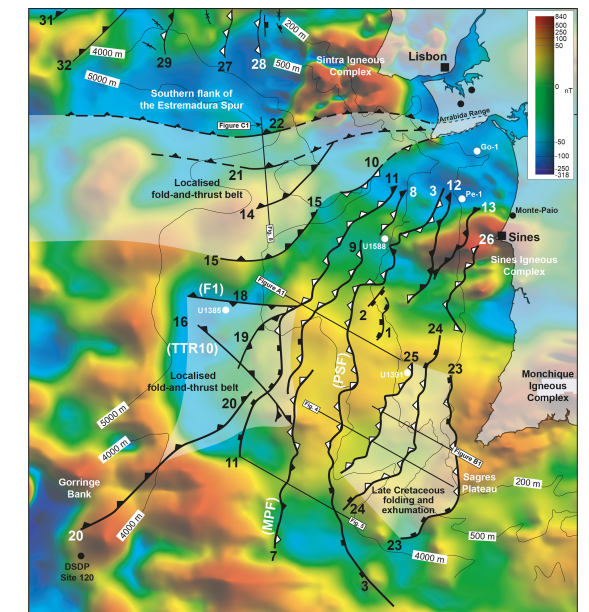 31
32
4000 m
5000 m
29
27
28
200 m
500 m
Sintra Igneous
Complex
Lisbon
840
500
250
100
50
0
nT
-50
-100
-250
-318
Southern flank of
the Estremadura Spur
Figure C1
22
Arrabida Range
21
10
Go-1
Localised
fold-and-thrust belt
11
8
3
12
Pe-1
14
15
13
Monte-Paio
9
U1588
26
Sines
15
Sines Igneous
Complex
(F1)
18
Figure A1
U1385
16
2
1
(TTR10)
19
24
(PSF)
25
U1391
23
Localised
fold-and-thrust belt
Monchique
Igneous
Complex
20
5000 m
4000 m
Fig. 4
11
Figure B1
Gorringe
Bank
Sagres
Plateau
200 m
Late Cretaceous
folding and
exhumation
4000 m
24
(MPF)
20
500 m
23
4000 m
7
DSDP
Site 120
3